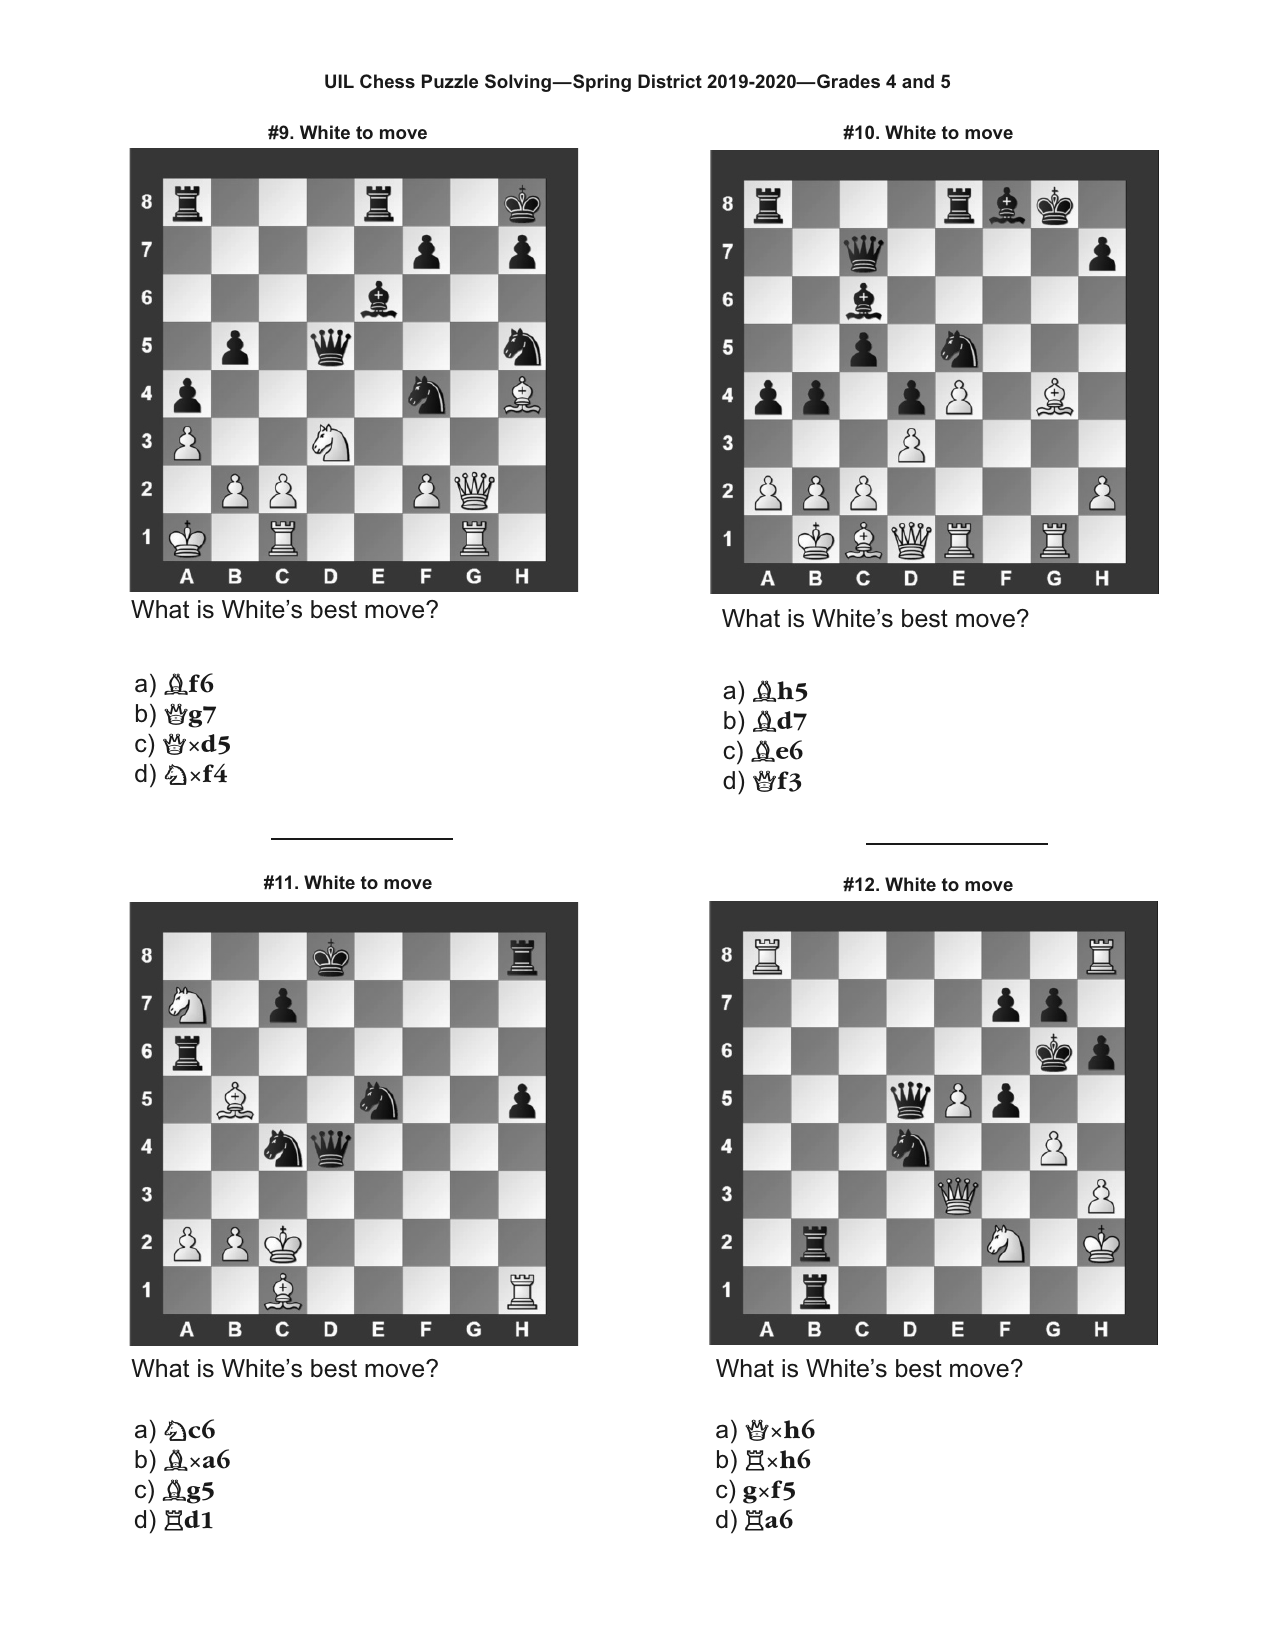 UIL Chess Puzzle Solving—Spring District 2019-2020—Grades 4 and 5
#9. White to move
8
7
6
5
4
3
2
1
A B C D E F G H
What is White's best move?
a) ♗f6
b) ♕g7
c) ♕×d5
d) ♘×f4
#10. White to move
8
7
6
5
4
3
2
1
A B C D E F G H
What is White's best move?
a) ♗h5
b) ♗d7
c) ♗e6
d) ♕f3
#11. White to move
8
7
6
5
4
3
2
1
A B C D E F G H
What is White's best move?
a) ♘c6
b) ♗×a6
c) ♗g5
d) ♖d1
#12. White to move
8
7
6
5
4
3
2
1
A B C D E F G H
What is White's best move?
a) ♕×h6
b) ♖×h6
c) g×f5
d) ♖a6